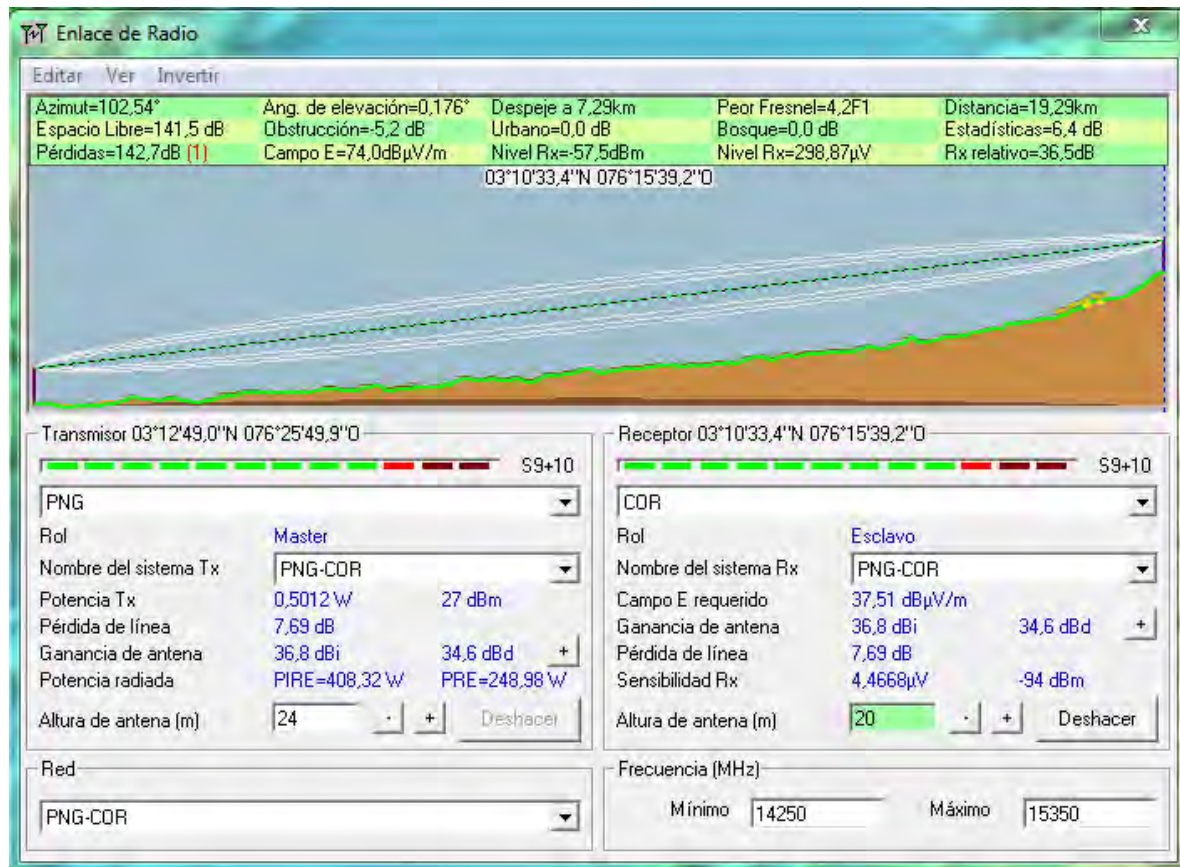 Enlace de Radio
Editar Ver Invertir
Azimut=102,54° Ang. de elevación=0,176° Despeje a 7,29km Peor Fresnel=4,2F1 Distancia=19,29km
Espacio Libre=141,5 dB Obstrucción=-5,2 dB Urbano=0,0 dB Bosque=0,0 dB Estadísticas=6,4 dB
Pérdidas=142,7dB (1) Campo E=74,0dBµV/m Nivel Rx=-57,5dBm Nivel Rx=298,87µV Rx relativo=36,5dB
03°10'33,4"N 076°15'39,2"O
Transmisor 03°12'49,0"N 076°25'49,9"O
S9+10
PNG
Rol Master
Nombre del sistema Tx PNG-COR
Potencia Tx 0,5012 W 27 dBm
Pérdida de línea 7,69 dB
Ganancia de antena 36,8 dBi 34,6 dBd +
Potencia radiada PIRE=408,32 W PRE=248,98 W
Altura de antena (m) 24 - + Deshacer
Red
PNG-COR
Receptor 03°10'33,4"N 076°15'39,2"O
S9+10
COR
Rol Esclavo
Nombre del sistema Rx PNG-COR
Campo E requerido 37,51 dBµV/m
Ganancia de antena 36,8 dBi 34,6 dBd +
Pérdida de línea 7,69 dB
Sensibilidad Rx 4,4668µV -94 dBm
Altura de antena (m) 20 - + Deshacer
Frecuencia (MHz)
Mínimo 14250 Máximo 15350